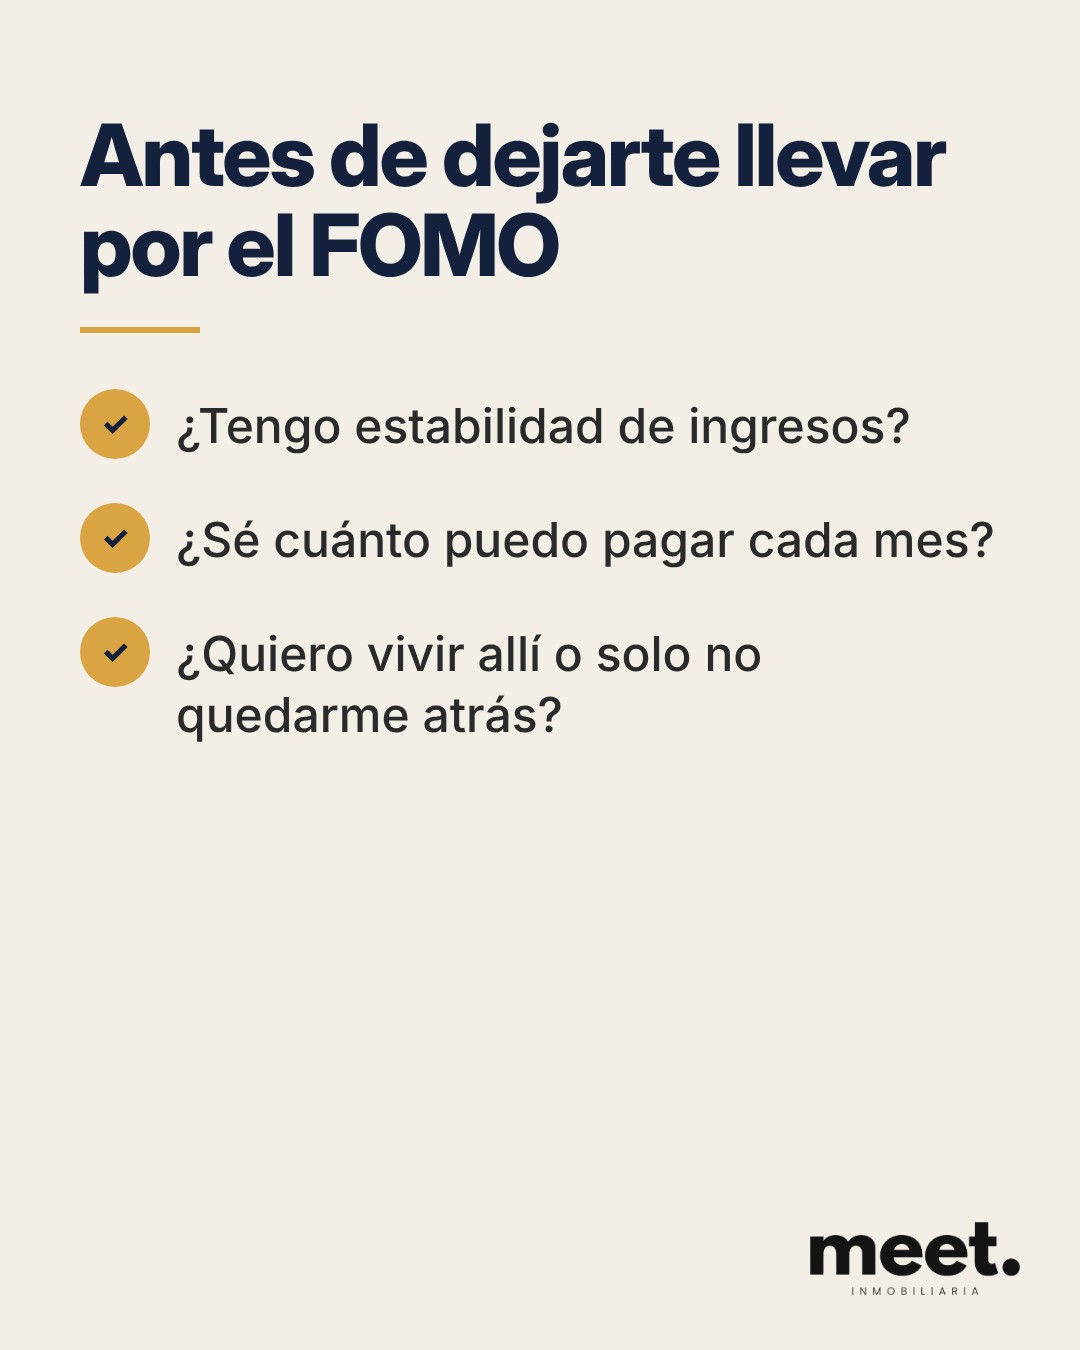 Antes de dejarte llevar
por el FOMO
¿Tengo estabilidad de ingresos?
¿Sé cuánto puedo pagar cada mes?
¿Quiero vivir allí o solo no
quedarme atrás?
meet.
INMOBILIARIA